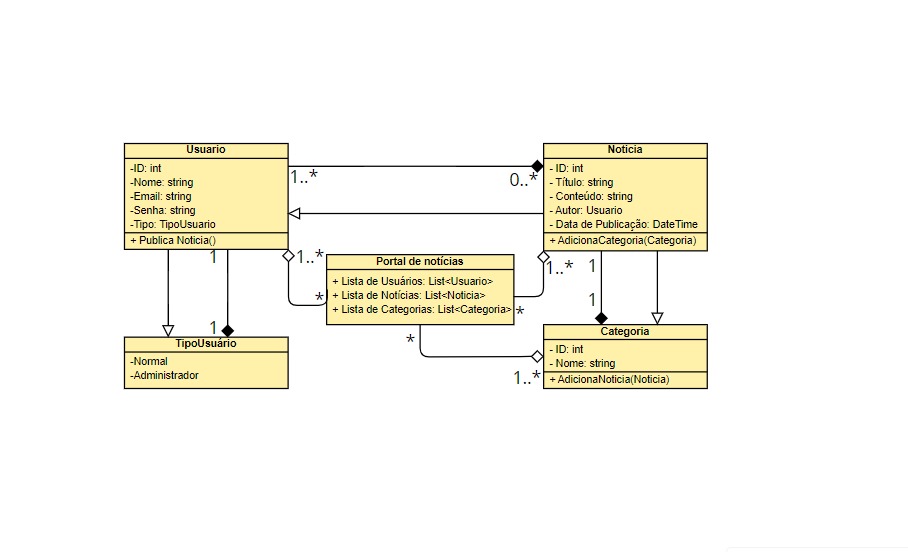 Usuario
-ID: int
-Nome: string
-Email: string
-Senha: string
-Tipo: TipoUsuario
+ Publica Noticia()
1..*
0..*
Noticia
- ID: int
- Título: string
- Conteúdo: string
- Autor: Usuario
- Data de Publicação: DateTime
+ AdicionaCategoria(Categoria)
1
1
1..*
*
Portal de notícias
+ Lista de Usuários: List<Usuario>
+ Lista de Notícias: List<Noticia>
+ Lista de Categorias: List<Categoria>
1..*
*
1
1
*
1..*
TipoUsuário
-Normal
-Administrador
Categoria
- ID: int
- Nome: string
+ AdicionaNoticia(Noticia)